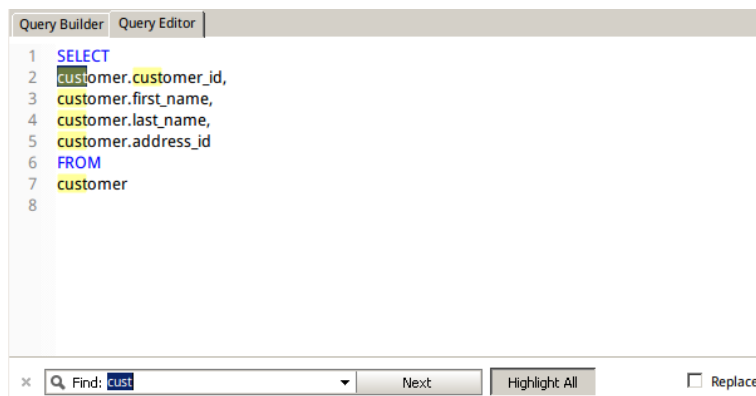 Query Builder Query Editor
1 SELECT
2 customer.customer_id,
3 customer.first_name,
4 customer.last_name,
5 customer.address_id
6 FROM
7 customer
8
× Find: cust Next Highlight All Replace